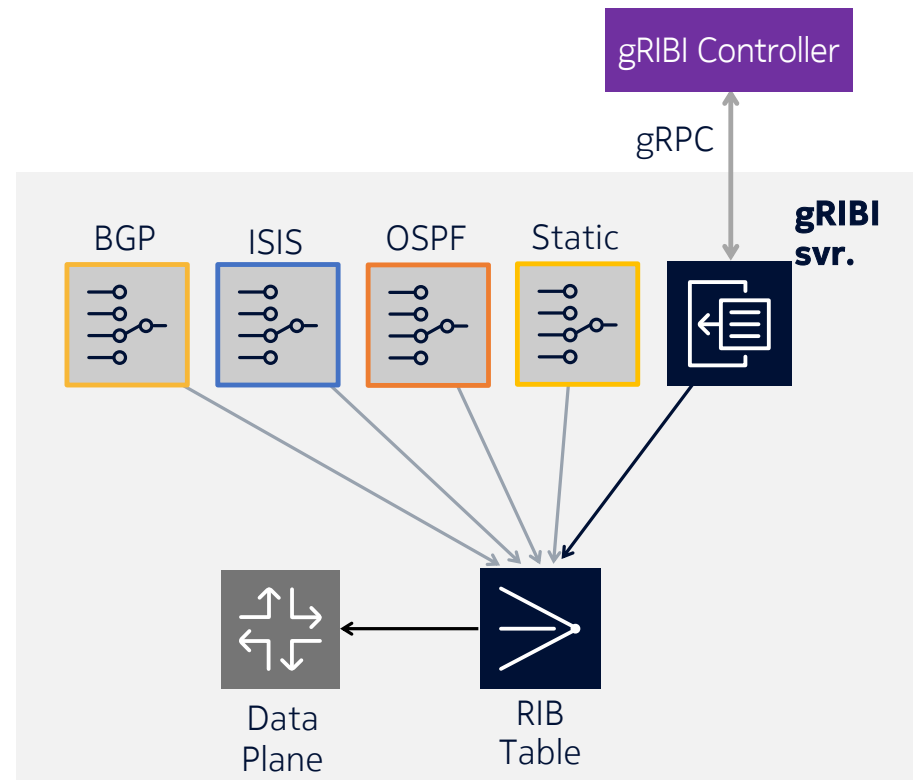 gRIBI Controller
gRPC
gRIBI
svr.
BGP
ISIS
OSPF
Static
Data
Plane
RIB
Table